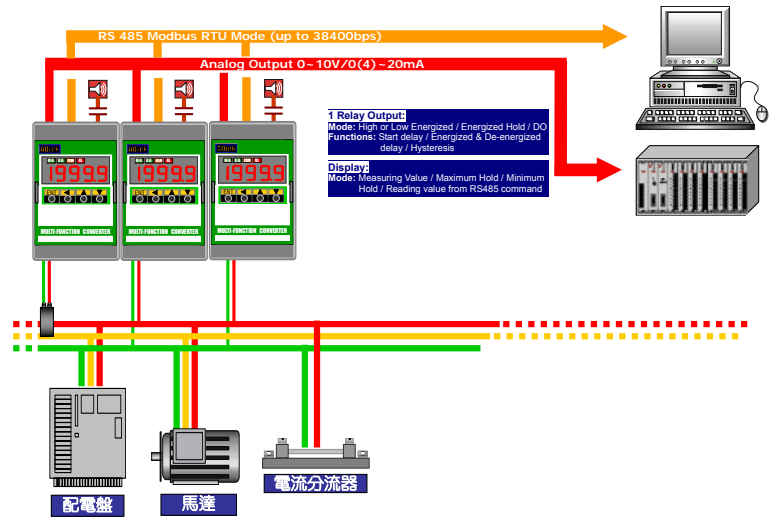 RS 485 Modbus RTU Mode (up to 38400bps)
Analog Output 0~10V/0(4)~20mA
1 Relay Output:
Mode: High or Low Energized / Energized Hold / DO
Functions: Start delay / Energized & De-energized
delay / Hysteresis
Display:
Mode: Measuring Value / Maximum Hold / Minimum
Hold / Reading value from RS485 command
19999
19999
19999
ENT
ENT
ENT
MULTI-FUNCTION CONVERTER
MULTI-FUNCTION CONVERTER
MULTI-FUNCTION CONVERTER
配電盤
馬達
電流分流器